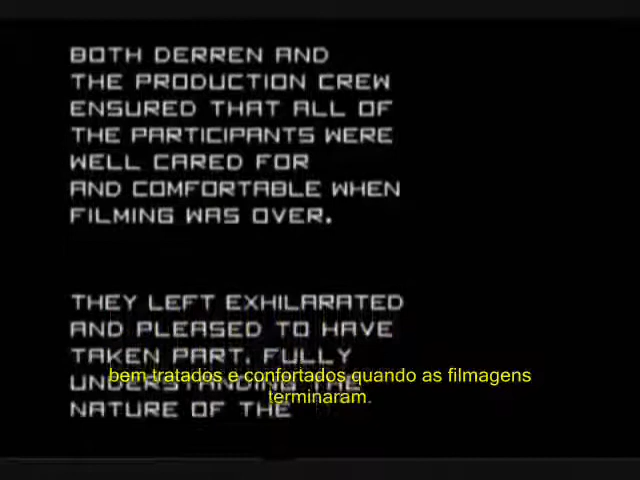 BOTH DERREN AND
THE PRODUCTION CREW
ENSURED THAT ALL OF
THE PARTICIPANTS WERE
WELL CARED FOR
AND COMFORTABLE WHEN
FILMING WAS OVER.
THEY LEFT EXHILARATED
AND PLEASED TO HAVE
TAKEN PART. FULLY
UNDERSTANDING THE
NATURE OF THE
bem tratados e confortados quando as filmagens
terminaram.